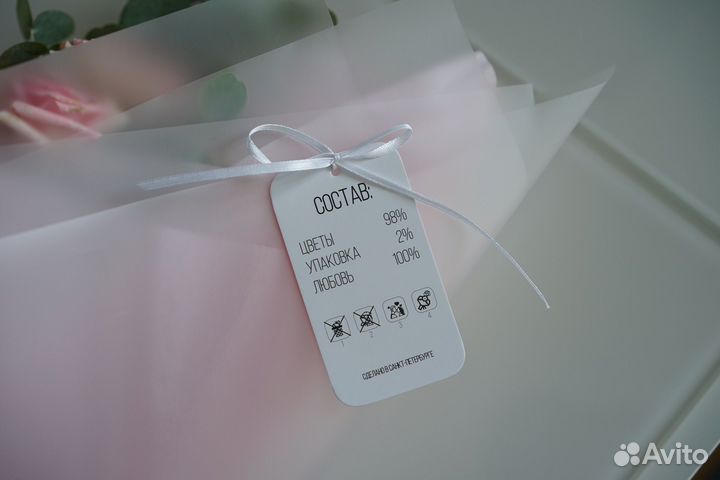 СОСТАВ:
ЦВЕТЫ 98%
УПАКОВКА 2%
ЛЮБОВЬ 100%
1 2 3 4
СДЕЛАНО В САНКТ-ПЕТЕРБУРГЕ
Avito